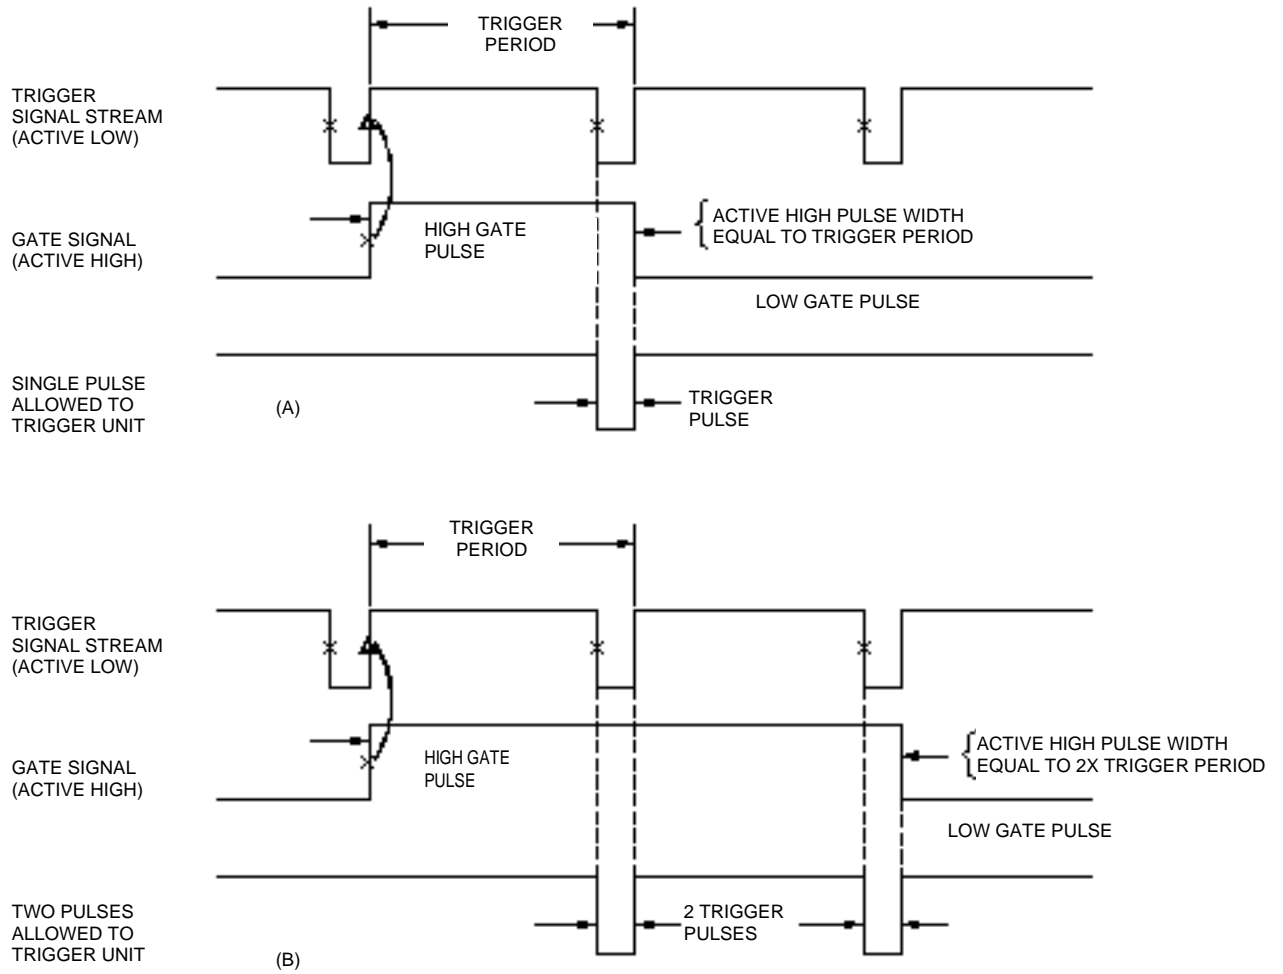 TRIGGER
PERIOD
TRIGGER
SIGNAL STREAM
(ACTIVE LOW)
GATE SIGNAL
(ACTIVE HIGH)
HIGH GATE
PULSE
ACTIVE HIGH PULSE WIDTH
EQUAL TO TRIGGER PERIOD
LOW GATE PULSE
SINGLE PULSE
ALLOWED TO
TRIGGER UNIT
(A)
TRIGGER
PULSE
TRIGGER
PERIOD
TRIGGER
SIGNAL STREAM
(ACTIVE LOW)
GATE SIGNAL
(ACTIVE HIGH)
HIGH GATE
PULSE
ACTIVE HIGH PULSE WIDTH
EQUAL TO 2X TRIGGER PERIOD
LOW GATE PULSE
TWO PULSES
ALLOWED TO
TRIGGER UNIT
(B)
2 TRIGGER
PULSES